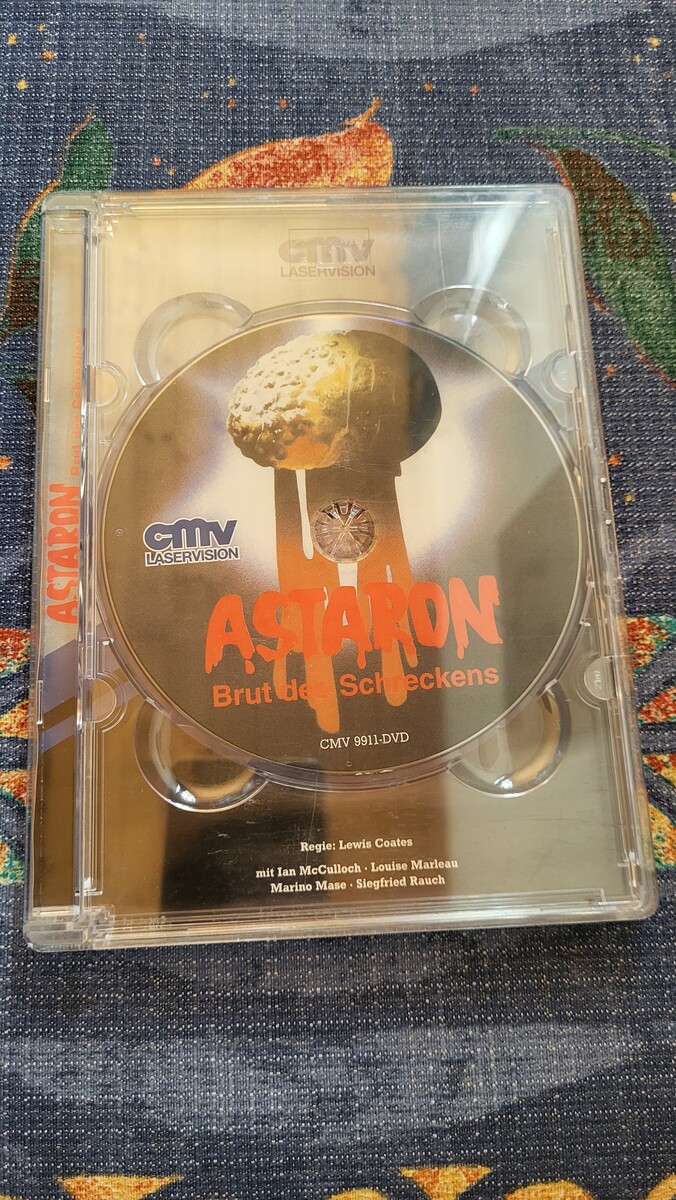 cmv
LASERVISION
ASTARON
cmv
LASERVISION
ASTARON
Brut des Schreckens
CMV 9911-DVD
Regie: Lewis Coates
mit Ian McCulloch · Louise Marleau
Marino Mase · Siegfried Rauch